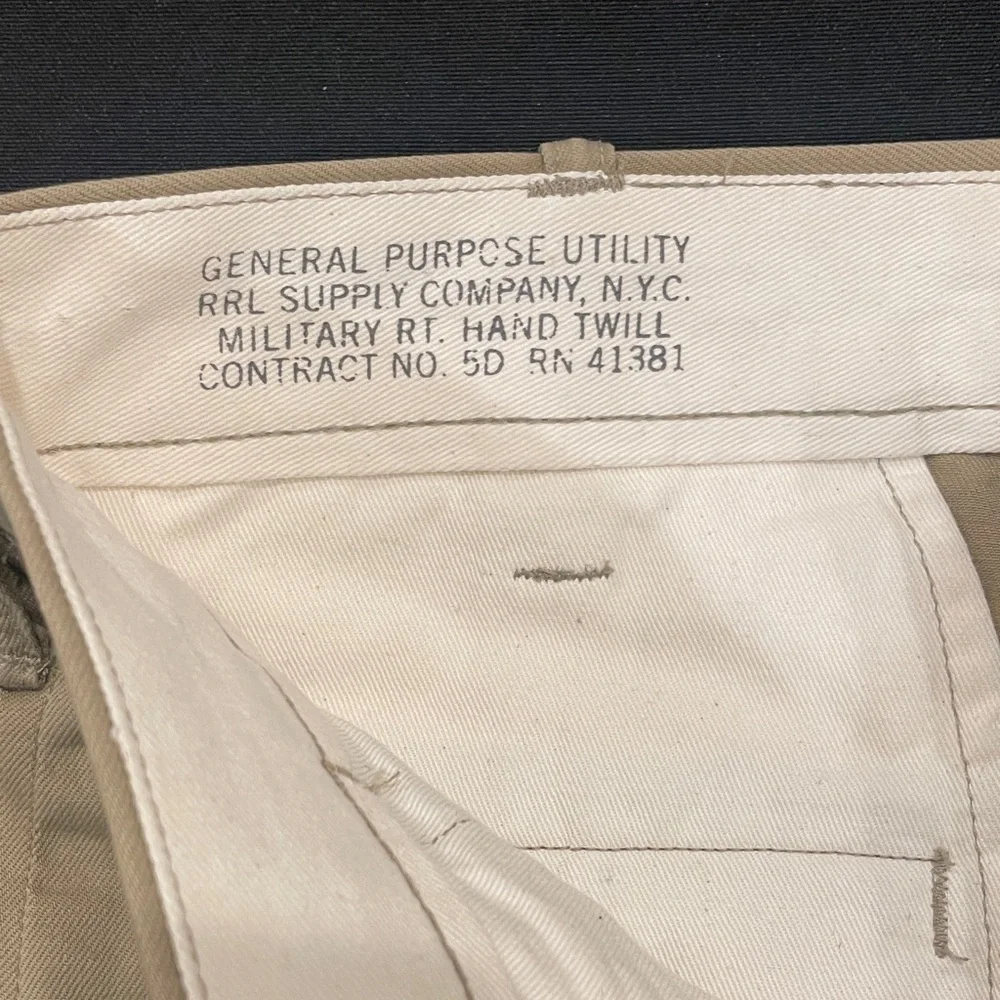 GENERAL PURPOSE UTILITY
RRL SUPPLY COMPANY, N.Y.C.
MILITARY RT. HAND TWILL
CONTRACT NO. 5D RN 41381